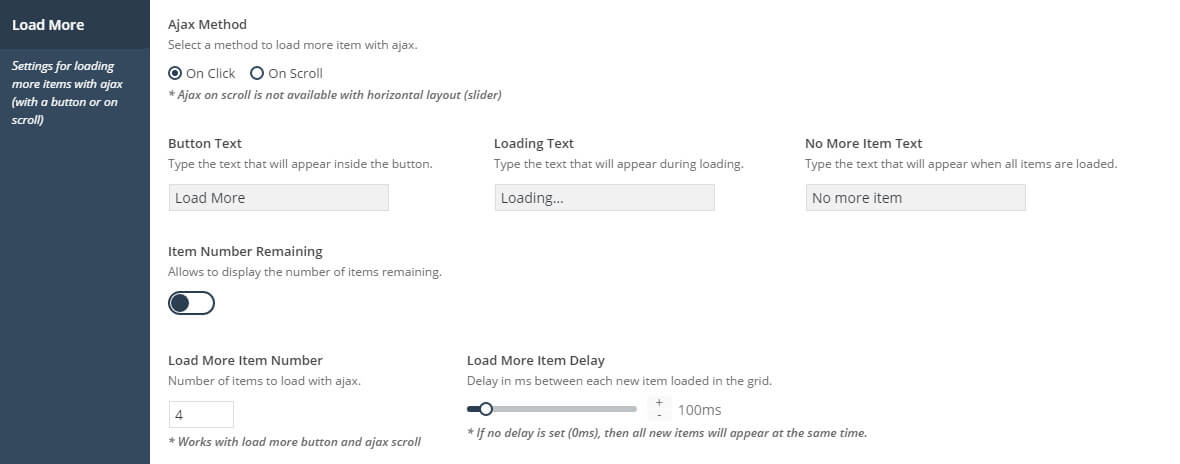 Load More
Settings for loading
more items with ajax
(with a button or on
scroll)
Ajax Method
Select a method to load more item with ajax.
On Click On Scroll
* Ajax on scroll is not available with horizontal layout (slider)
Button Text
Type the text that will appear inside the button.
Load More
Loading Text
Type the text that will appear during loading.
Loading...
No More Item Text
Type the text that will appear when all items are loaded.
No more item
Item Number Remaining
Allows to display the number of items remaining.
Load More Item Number
Number of items to load with ajax.
4
* Works with load more button and ajax scroll
Load More Item Delay
Delay in ms between each new item loaded in the grid.
+
-
100ms
* If no delay is set (0ms), then all new items will appear at the same time.